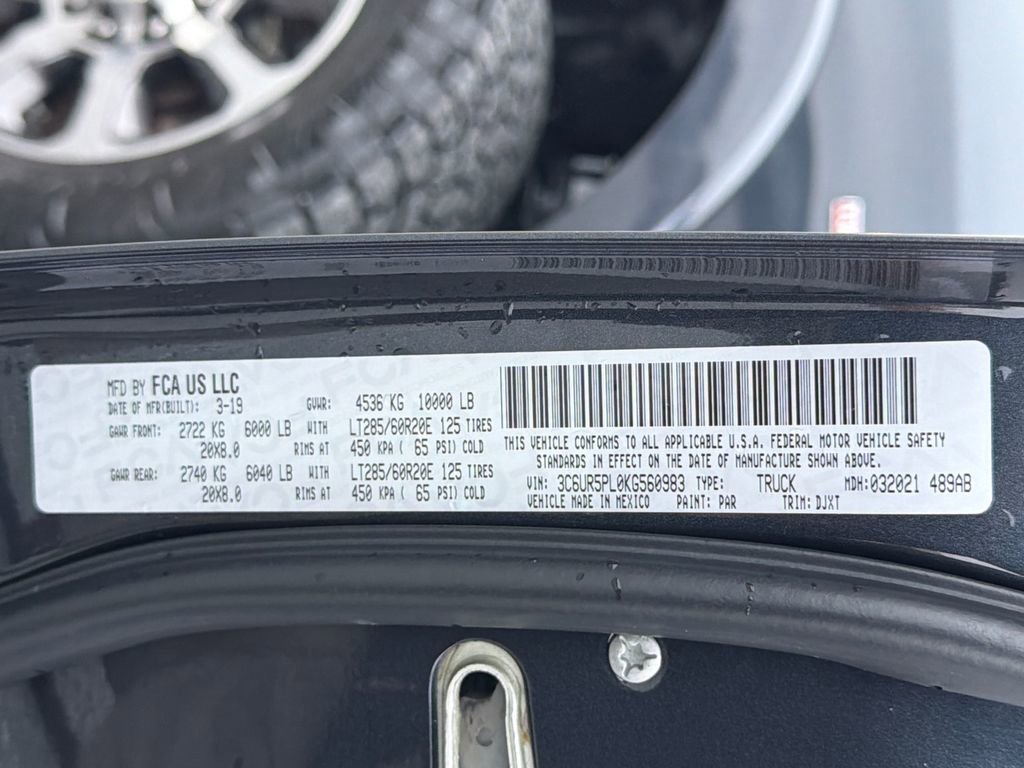 MFD BY FCA US LLC
DATE OF MFR(BUILT): 3-19 GVWR: 4536 KG 10000 LB
GAWR FRONT: 2722 KG 6000 LB WITH LT285/60R20E 125 TIRES
20X8.0 RIMS AT 450 KPA ( 65 PSI) COLD
GAWR REAR: 2740 KG 6040 LB WITH LT285/60R20E 125 TIRES
20X8.0 RIMS AT 450 KPA ( 65 PSI) COLD
THIS VEHICLE CONFORMS TO ALL APPLICABLE U.S.A. FEDERAL MOTOR VEHICLE SAFETY
STANDARDS IN EFFECT ON THE DATE OF MANUFACTURE SHOWN ABOVE.
VIN: 3C6UR5PL0KG560983 TYPE: TRUCK MDH: 032021 489AB
VEHICLE MADE IN MEXICO PAINT: PAR TRIM: DJXT